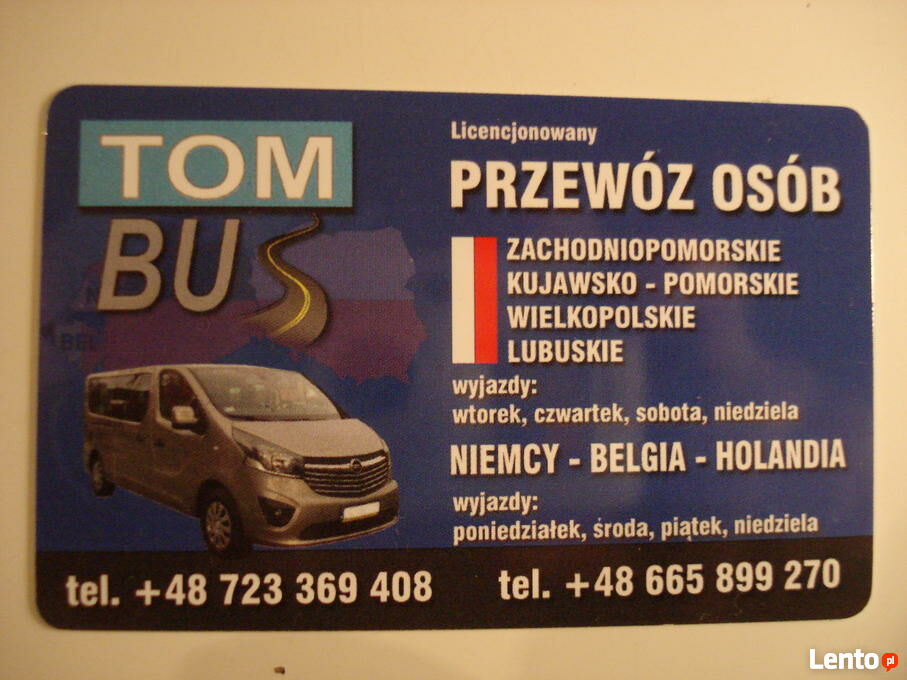 TOM
BUS
BEL
Licencjonowany
PRZEWÓZ OSÓB
ZACHODNIOPOMORSKIE
KUJAWSKO - POMORSKIE
WIELKOPOLSKIE
LUBUSKIE
wyjazdy:
wtorek, czwartek, sobota, niedziela
NIEMCY - BELGIA - HOLANDIA
wyjazdy:
poniedziałek, środa, piątek, niedziela
tel. +48 723 369 408
tel. +48 665 899 270
Lento pl